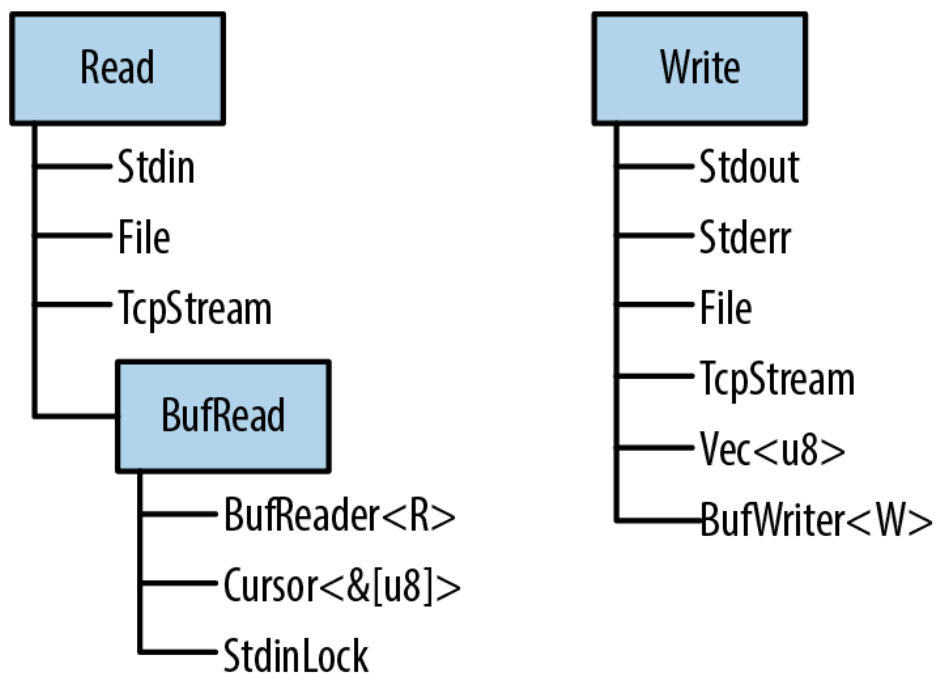 Read
Stdin
File
TcpStream
BufRead
BufReader<R>
Cursor<&[u8]>
StdinLock
Write
Stdout
Stderr
File
TcpStream
Vec<u8>
BufWriter<W>